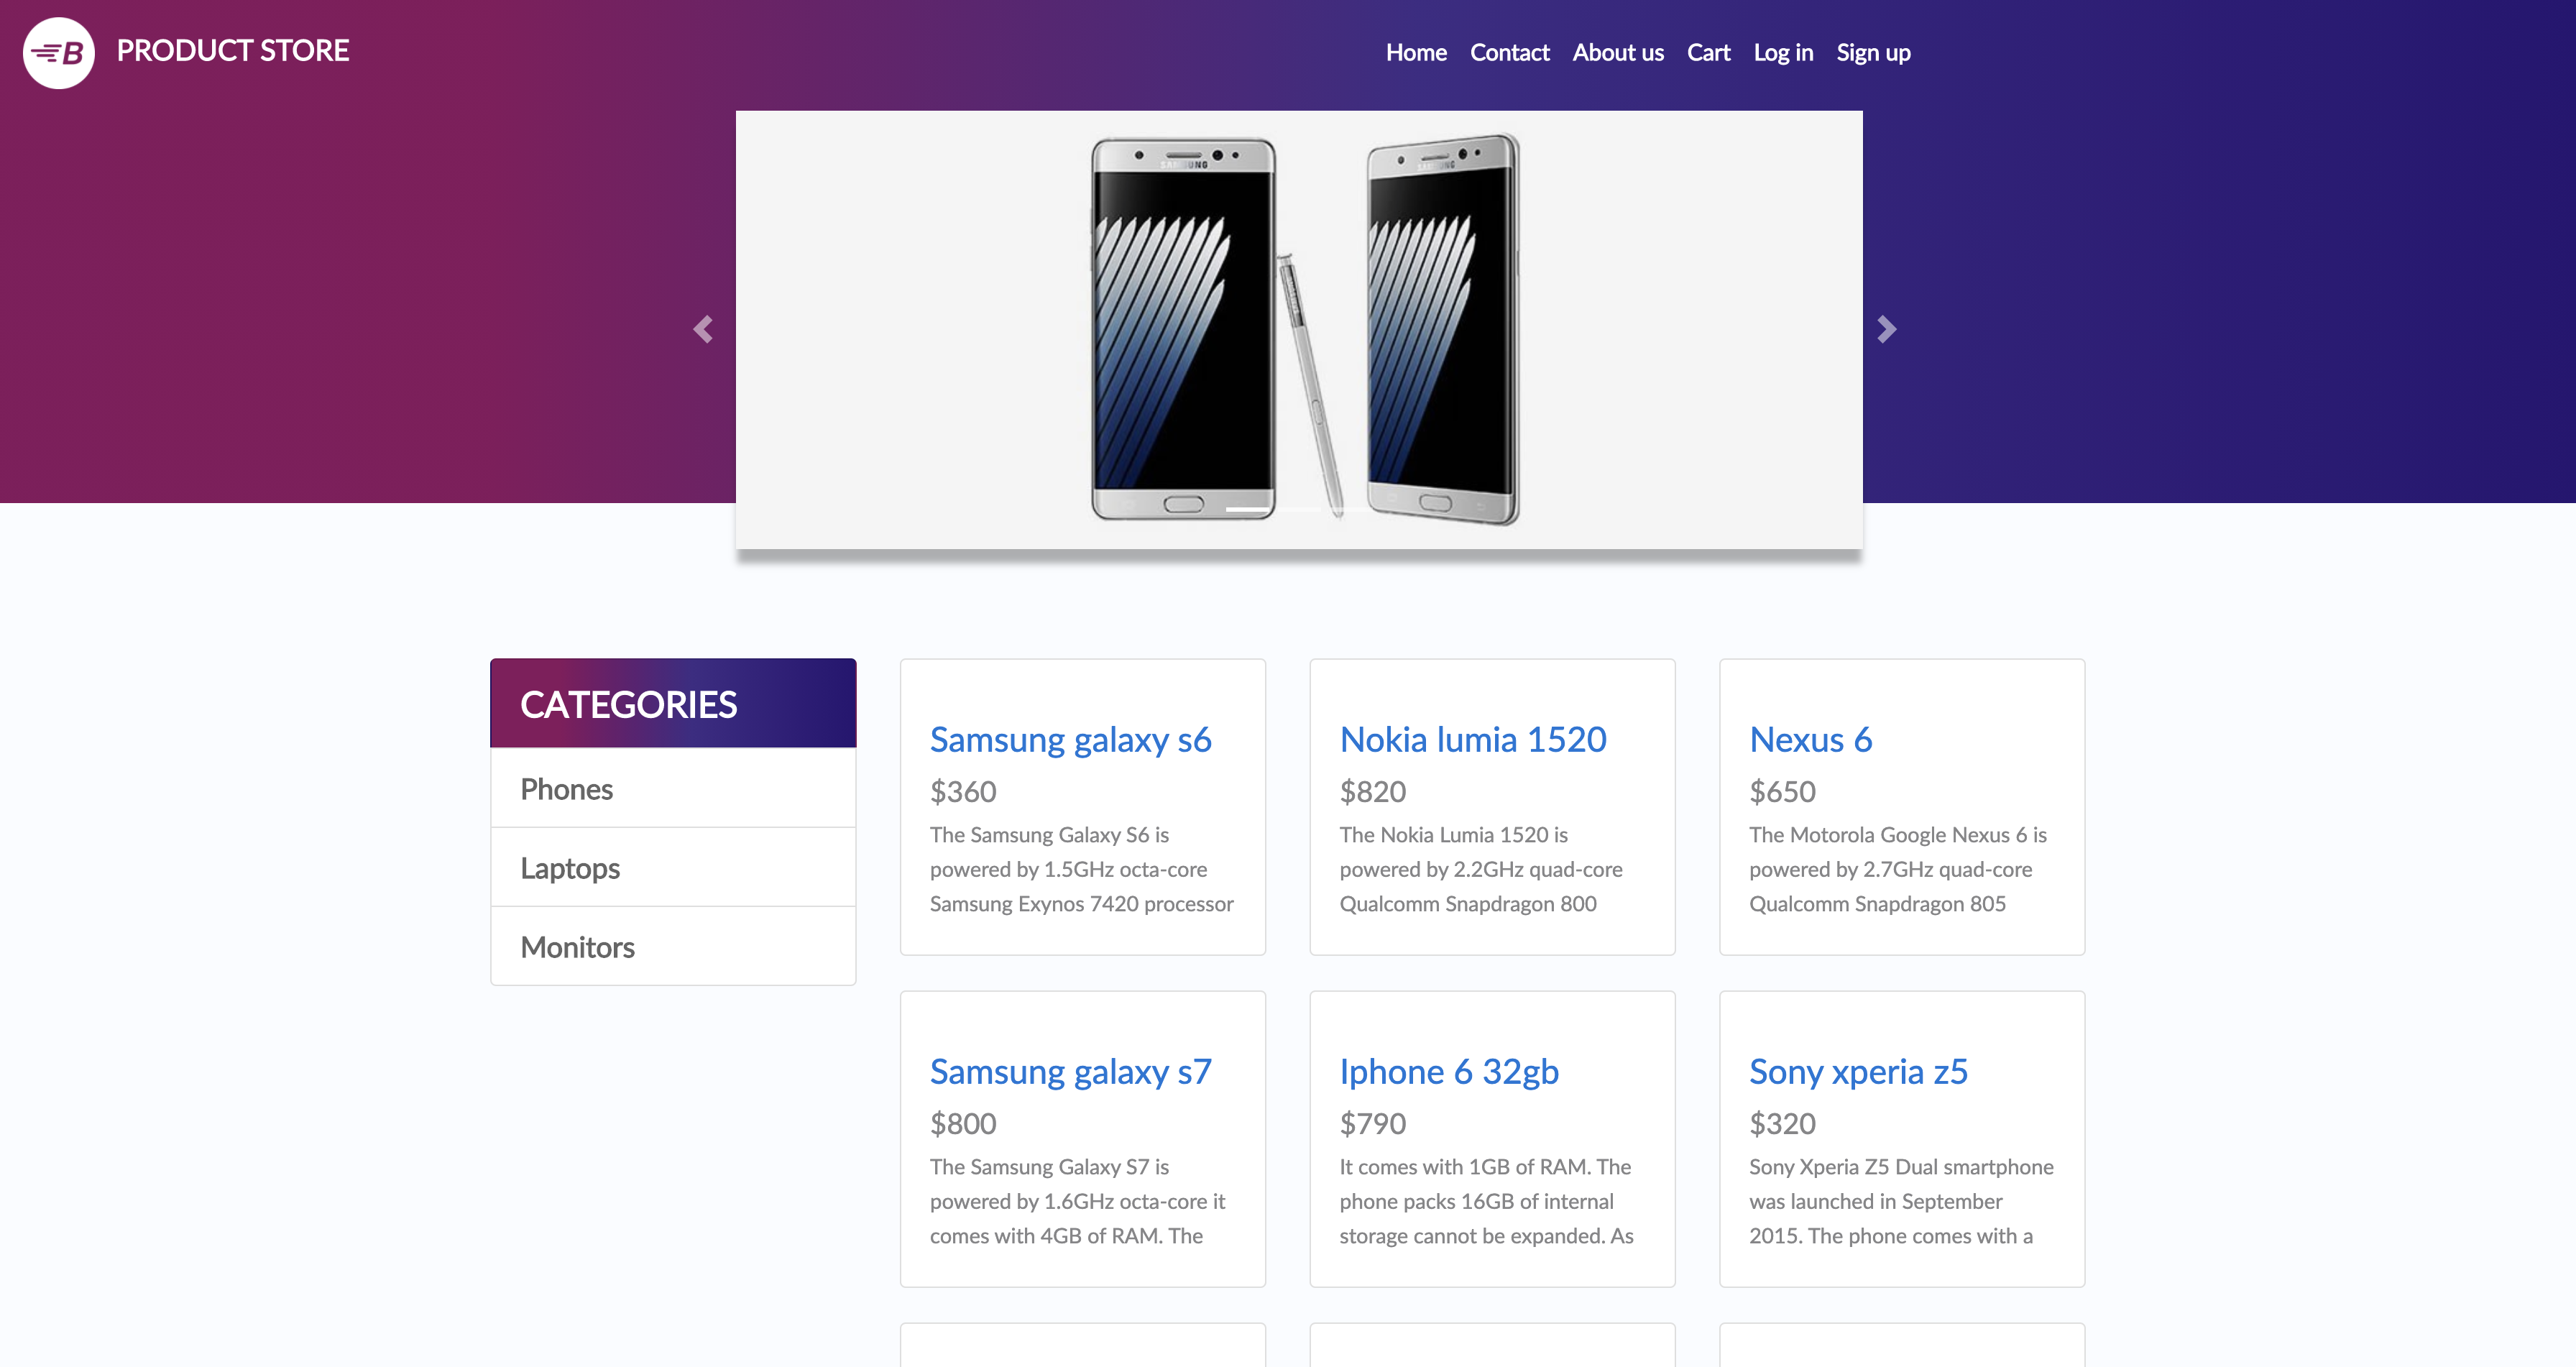 B PRODUCT STORE
Home Contact About us Cart Log in Sign up
SAMSUNG
SAMSUNG
CATEGORIES
Phones
Laptops
Monitors
Samsung galaxy s6
$360
The Samsung Galaxy S6 is
powered by 1.5GHz octa-core
Samsung Exynos 7420 processor
Nokia lumia 1520
$820
The Nokia Lumia 1520 is
powered by 2.2GHz quad-core
Qualcomm Snapdragon 800
Nexus 6
$650
The Motorola Google Nexus 6 is
powered by 2.7GHz quad-core
Qualcomm Snapdragon 805
Samsung galaxy s7
$800
The Samsung Galaxy S7 is
powered by 1.6GHz octa-core it
comes with 4GB of RAM. The
Iphone 6 32gb
$790
It comes with 1GB of RAM. The
phone packs 16GB of internal
storage cannot be expanded. As
Sony xperia z5
$320
Sony Xperia Z5 Dual smartphone
was launched in September
2015. The phone comes with a